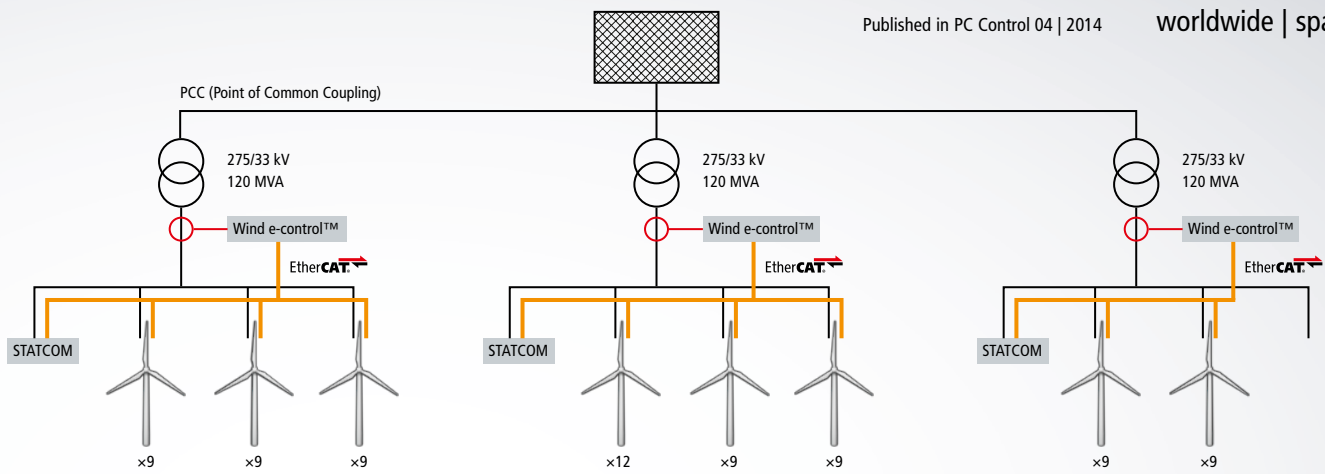 Published in PC Control 04 | 2014
worldwide | spa
PCC (Point of Common Coupling)
275/33 kV
120 MVA
275/33 kV
120 MVA
275/33 kV
120 MVA
Wind e-control™
Wind e-control™
Wind e-control™
EtherCAT®
EtherCAT®
EtherCAT®
STATCOM
STATCOM
STATCOM
×9
×9
×9
×12
×9
×9
×9
×9